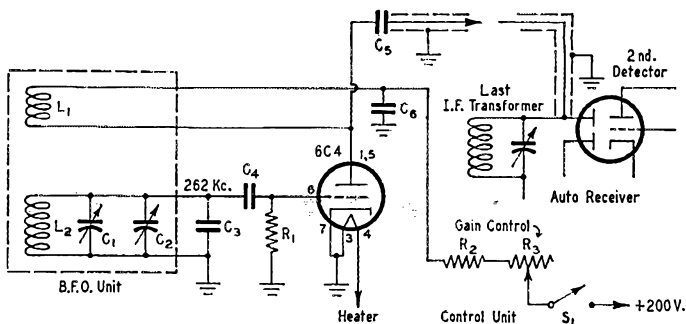 C5
2nd.
Detector
L1
Last
I.F. Transformer
C6
6C4
1,5
262 Kc.
C4
6
Auto Receiver
L2
C1
C2
C3
R1
7
3
4
Gain Control
R2
R3
B.F.O. Unit
Heater
Control Unit
S1
+200V.